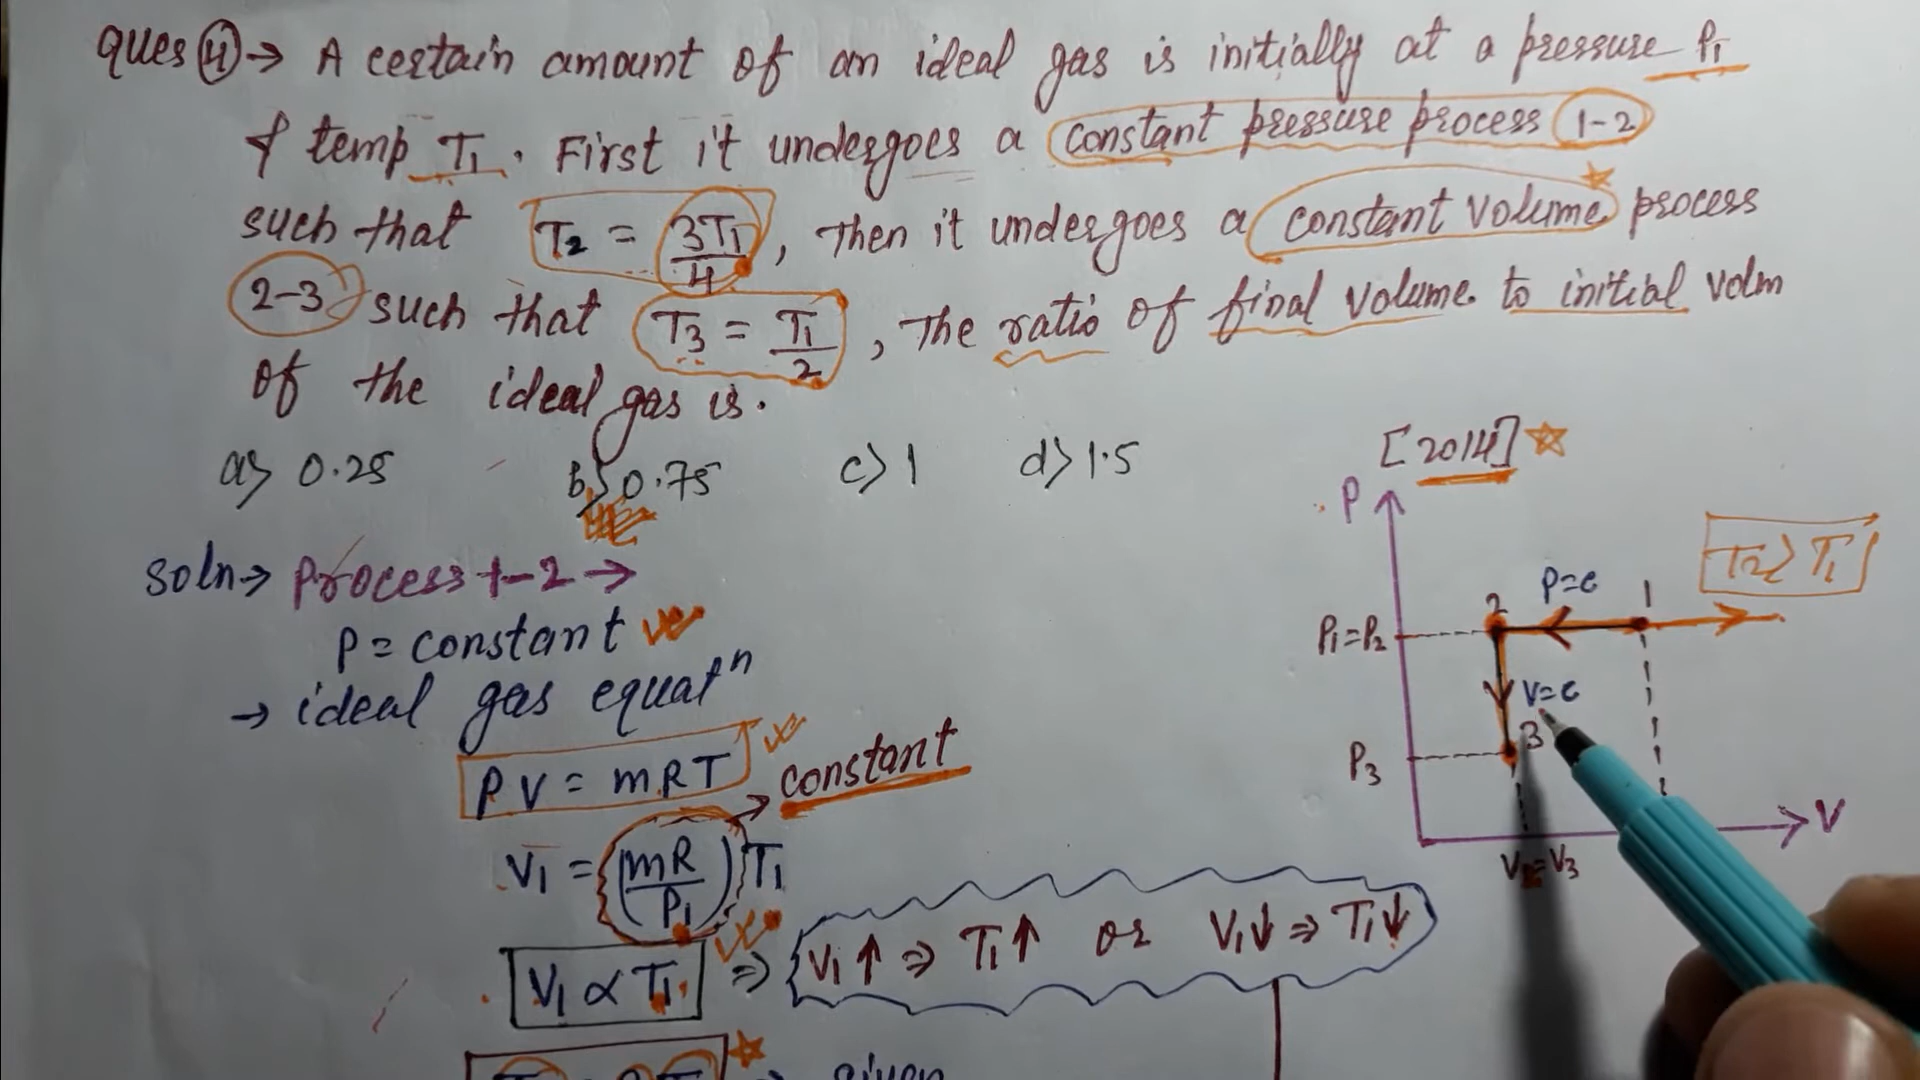 ques (4) → A certain amount of an ideal gas is initially at a pressure P₁
& temp T₁. First it undergoes a constant pressure process 1-2
such that T₂ = 3T₁/4, Then it undergoes a constant volume process
2-3 such that T₃ = T₁/2, The ratio of final volume to initial volm
of the ideal gas is.
a> 0.25 b> 0.75 c> 1 d> 1.5
[2014]
Soln → Process 1-2 →
P = constant
→ ideal gas equatⁿ
PV = mRT
→ constant
V₁ = (mR/P₁) T₁
V₁ ∝ T₁ ⇒ V₁↑ ⇒ T₁↑ or V₁↓ ⇒ T₁↓
given
P
T₂ > T₁
P=c
2
1
P₁=P₂
V=c
3
P₃
V
V₂=V₃